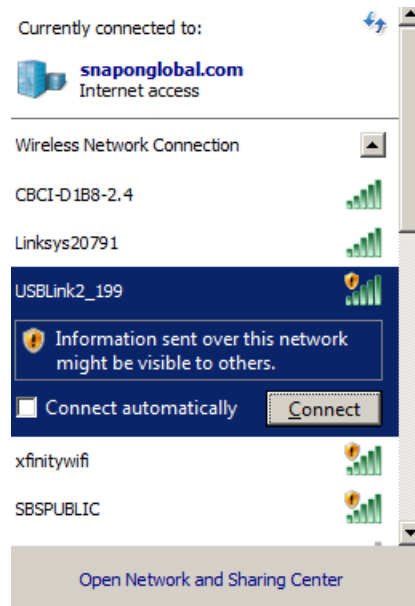 Currently connected to:
snaponglobal.com
Internet access
Wireless Network Connection
CBCI-D1B8-2.4
Linksys20791
USBLink2_199
Information sent over this network
might be visible to others.
Connect automatically
Connect
xfinitywifi
SBSPUBLIC
Open Network and Sharing Center